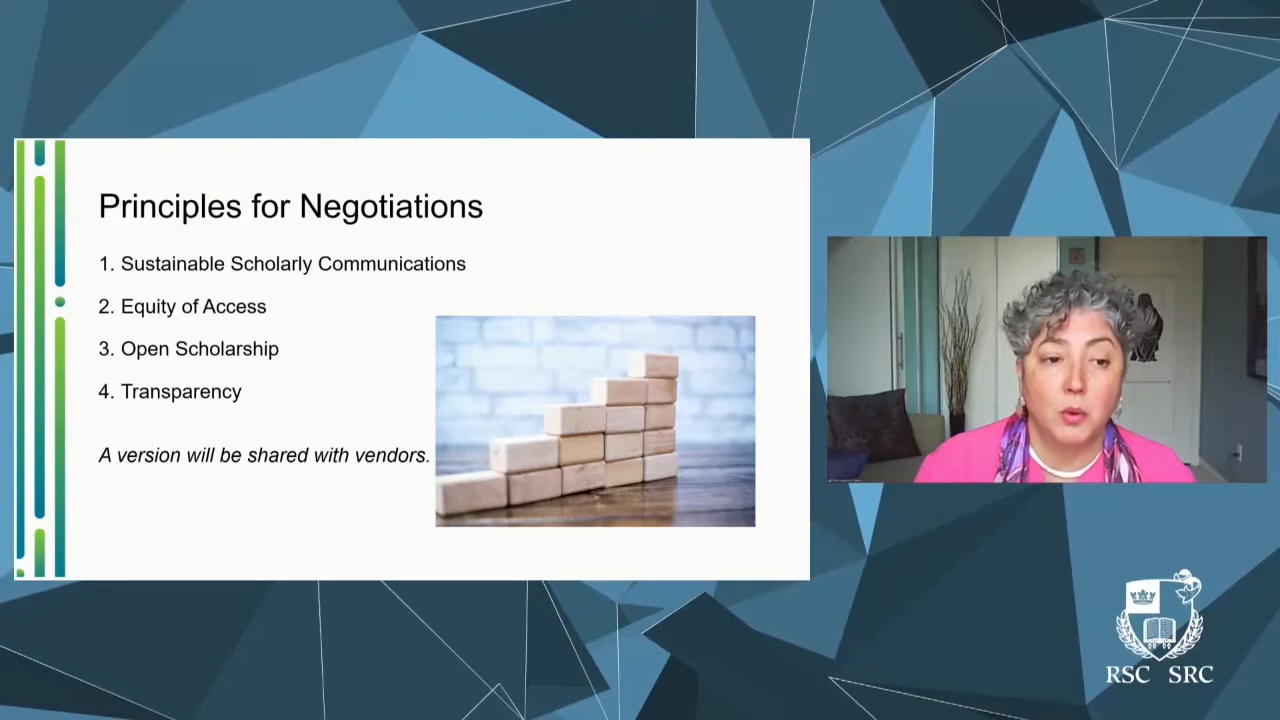 Principles for Negotiations
1. Sustainable Scholarly Communications
2. Equity of Access
3. Open Scholarship
4. Transparency
A version will be shared with vendors.
RSC SRC